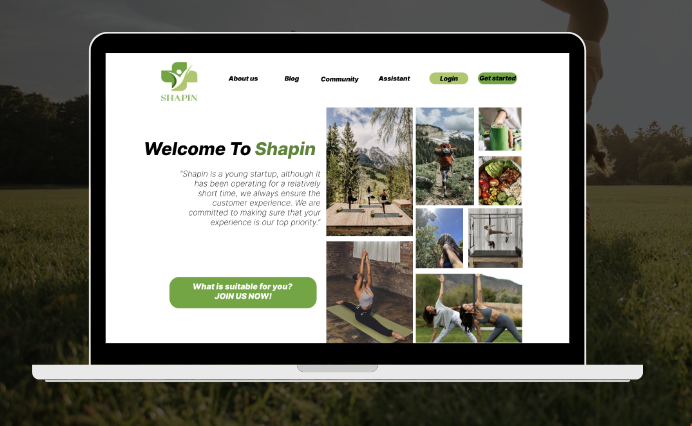 SHAPIN
About us
Blog
Community
Assistant
Login
Get started
Welcome To Shapin
"Shapin is a young startup, although it
has been operating for a relatively
short time, we always ensure the
customer experience. We are
committed to making sure that your
experience is our top priority."
What is suitable for you?
JOIN US NOW!